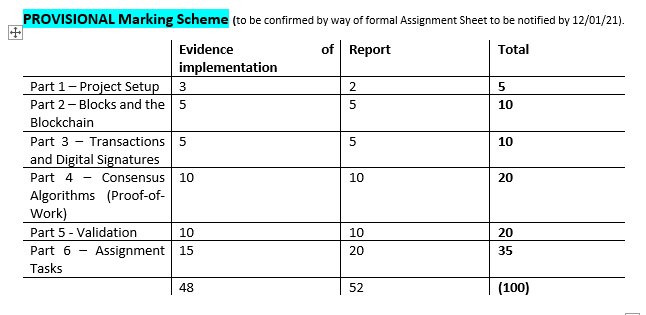 PROVISIONAL Marking Scheme (to be confirmed by way of formal Assignment Sheet to be notified by 12/01/21).
Evidence of Report Total
implementation
Part 1 – Project Setup 3 2 5
Part 2 – Blocks and the 5 5 10
Blockchain
Part 3 – Transactions 5 5 10
and Digital Signatures
Part 4 – Consensus 10 10 20
Algorithms (Proof-of-
Work)
Part 5 - Validation 10 10 20
Part 6 – Assignment 15 20 35
Tasks
48 52 (100)